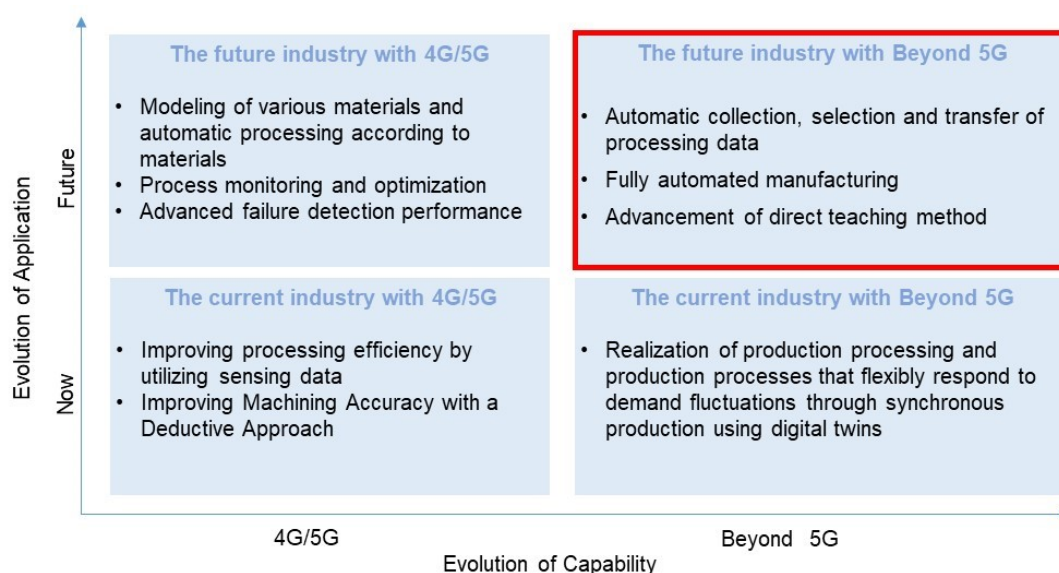 The future industry with 4G/5G
• Modeling of various materials and
automatic processing according to
materials
• Process monitoring and optimization
• Advanced failure detection performance
The future industry with Beyond 5G
• Automatic collection, selection and transfer of
processing data
• Fully automated manufacturing
• Advancement of direct teaching method
The current industry with 4G/5G
• Improving processing efficiency by
utilizing sensing data
• Improving Machining Accuracy with a
Deductive Approach
The current industry with Beyond 5G
• Realization of production processing and
production processes that flexibly respond to
demand fluctuations through synchronous
production using digital twins
Evolution of Application
Future
Now
4G/5G
Beyond 5G
Evolution of Capability